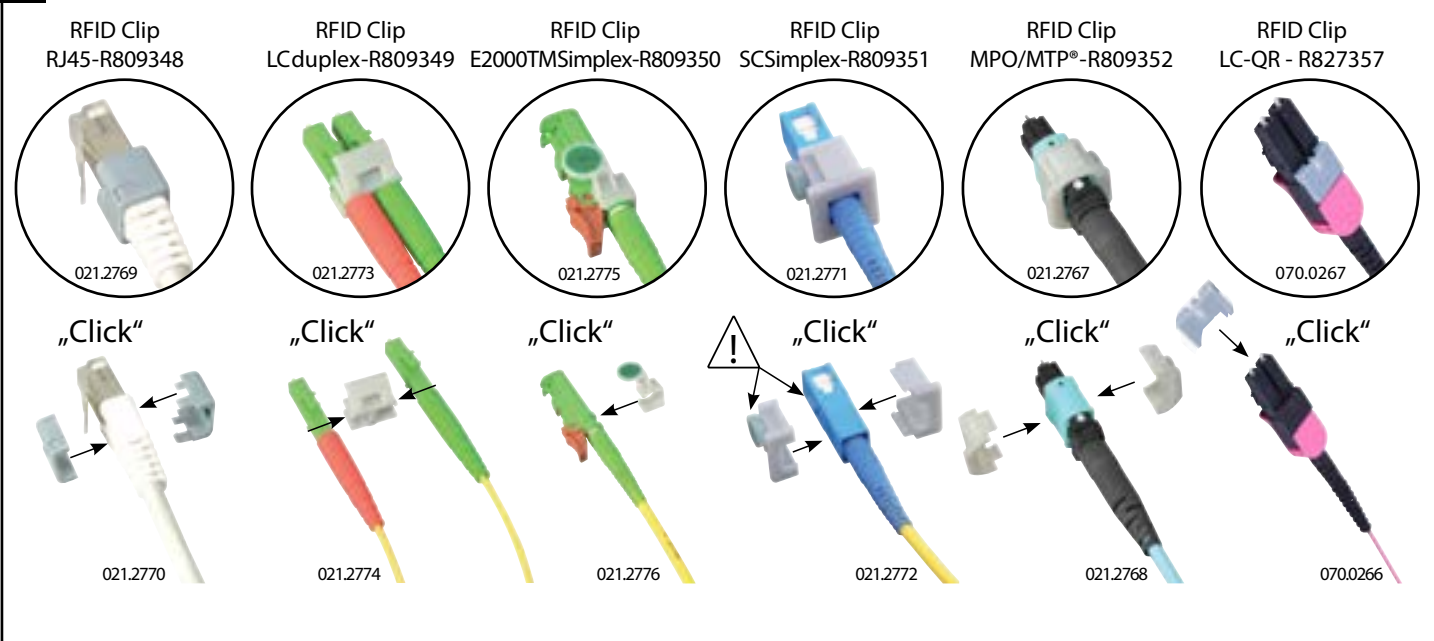 RFID Clip
RJ45-R809348
RFID Clip
LCduplex-R809349
RFID Clip
E2000TMSimplex-R809350
RFID Clip
SCSimplex-R809351
RFID Clip
MPO/MTP®-R809352
RFID Clip
LC-QR - R827357
021.2769
021.2773
021.2775
021.2771
021.2767
070.0267
„Click“
„Click“
„Click“
„Click“
„Click“
„Click“
!
021.2770
021.2774
021.2776
021.2772
021.2768
070.0266